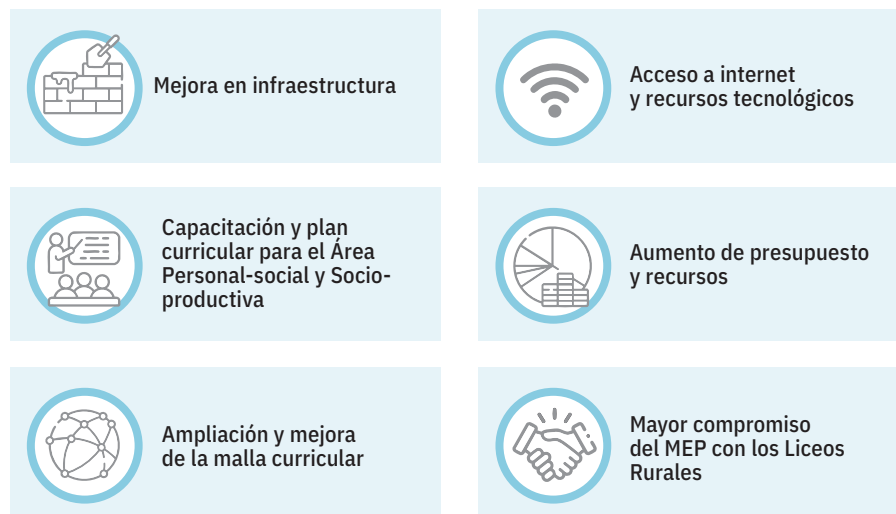 Mejora en infraestructura
Acceso a internet
y recursos tecnológicos
Capacitación y plan
curricular para el Área
Personal-social y Socio-
productiva
Aumento de presupuesto
y recursos
Ampliación y mejora
de la malla curricular
Mayor compromiso
del MEP con los Liceos
Rurales